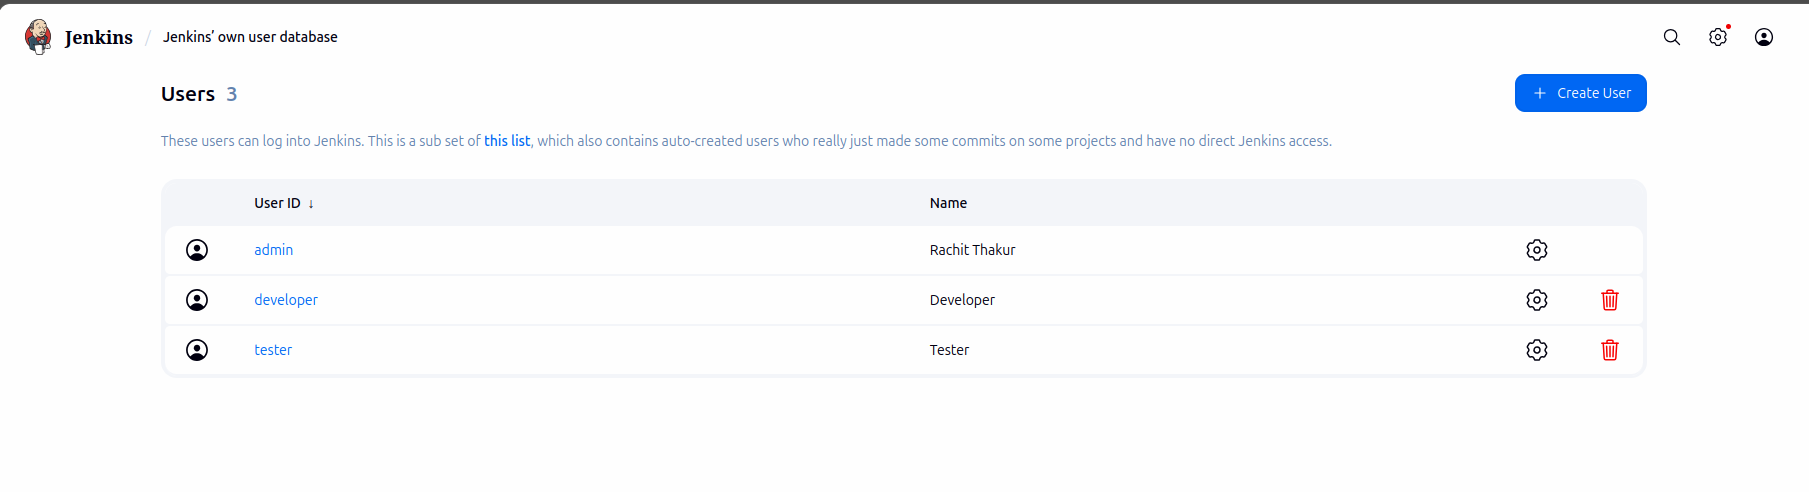 Jenkins / Jenkins’ own user database
Users 3
+ Create User
These users can log into Jenkins. This is a sub set of this list, which also contains auto-created users who really just made some commits on some projects and have no direct Jenkins access.
User ID ↓ Name
admin Rachit Thakur
developer Developer
tester Tester